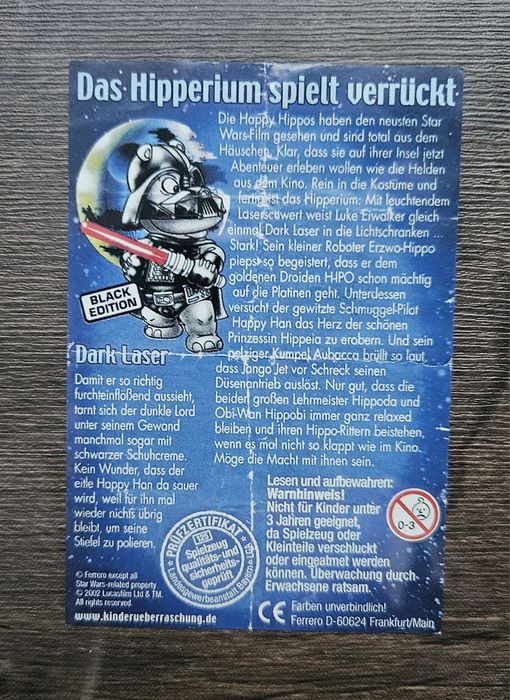 Das Hipperium spielt verrückt
Die Happy Hippos haben den neusten Star
Wars-Film gesehen und sind total aus dem
Häuschen. Klar, dass sie auf ihrer Insel jetzt
Abenteuer erleben wollen wie die Helden
aus dem Kino. Rein in die Kostüme und
fertig ist das Hipperium: Mit leuchtendem
Laserscwert weist Luke Eiwalker gleich
einmal Dark Laser in die Lichtschranken.
Stark! Sein kleiner Roboter Erzwo-Hippo
piepst so begeistert, dass er dem
goldenen Droiden H-IPO schon mächtig
auf die Platinen geht. Unterdessen
versucht der gewitzte Schmuggel-Pilot
Happy Han das Herz der schönen
Prinzessin Hippeia zu erobern. Und sein
pelziger Kumpel Aubacca brüllt so laut,
dass Jango Jet vor Schreck seinen
Düsenantrieb auslöst. Nur gut, dass die
beiden großen Lehrmeister Hippoda und
Obi-Wan Hippobi immer ganz relaxed
bleiben und ihren Hippo-Rittern beistehen,
wenn es mal nicht so klappt wie im Kino.
Möge die Macht mit ihnen sein.
BLACK
EDITION
Dark Laser
Damit er so richtig
furchteinflößend aussieht,
tarnt sich der dunkle Lord
unter seinem Gewand
manchmal sogar mit
schwarzer Schuhcreme.
Kein Wunder, dass der
eitle Happy Han da sauer
wird, weil für ihn mal
wieder nichts übrig
bleibt, um seine
Stiefel zu polieren.
Lesen und aufbewahren:
Warnhinweis!
Nicht für Kinder unter
3 Jahren geeignet,
da Spielzeug oder
Kleinteile verschluckt
oder eingeatmet werden
können. Überwachung durch
Erwachsene ratsam.
0-3
PRÜFZERTIFIKAT
Spielzeug
qualitäts- und
sicherheits-
geprüft
Landesgewerbeanstalt Bayern
© Ferrero except all
Star Wars-related property
© 2002 Lucasfilm Ltd & TM.
All rights reserved.
www.kinderueberraschung.de
CE Farben unverbindlich!
Ferrero D-60624 Frankfurt/Main